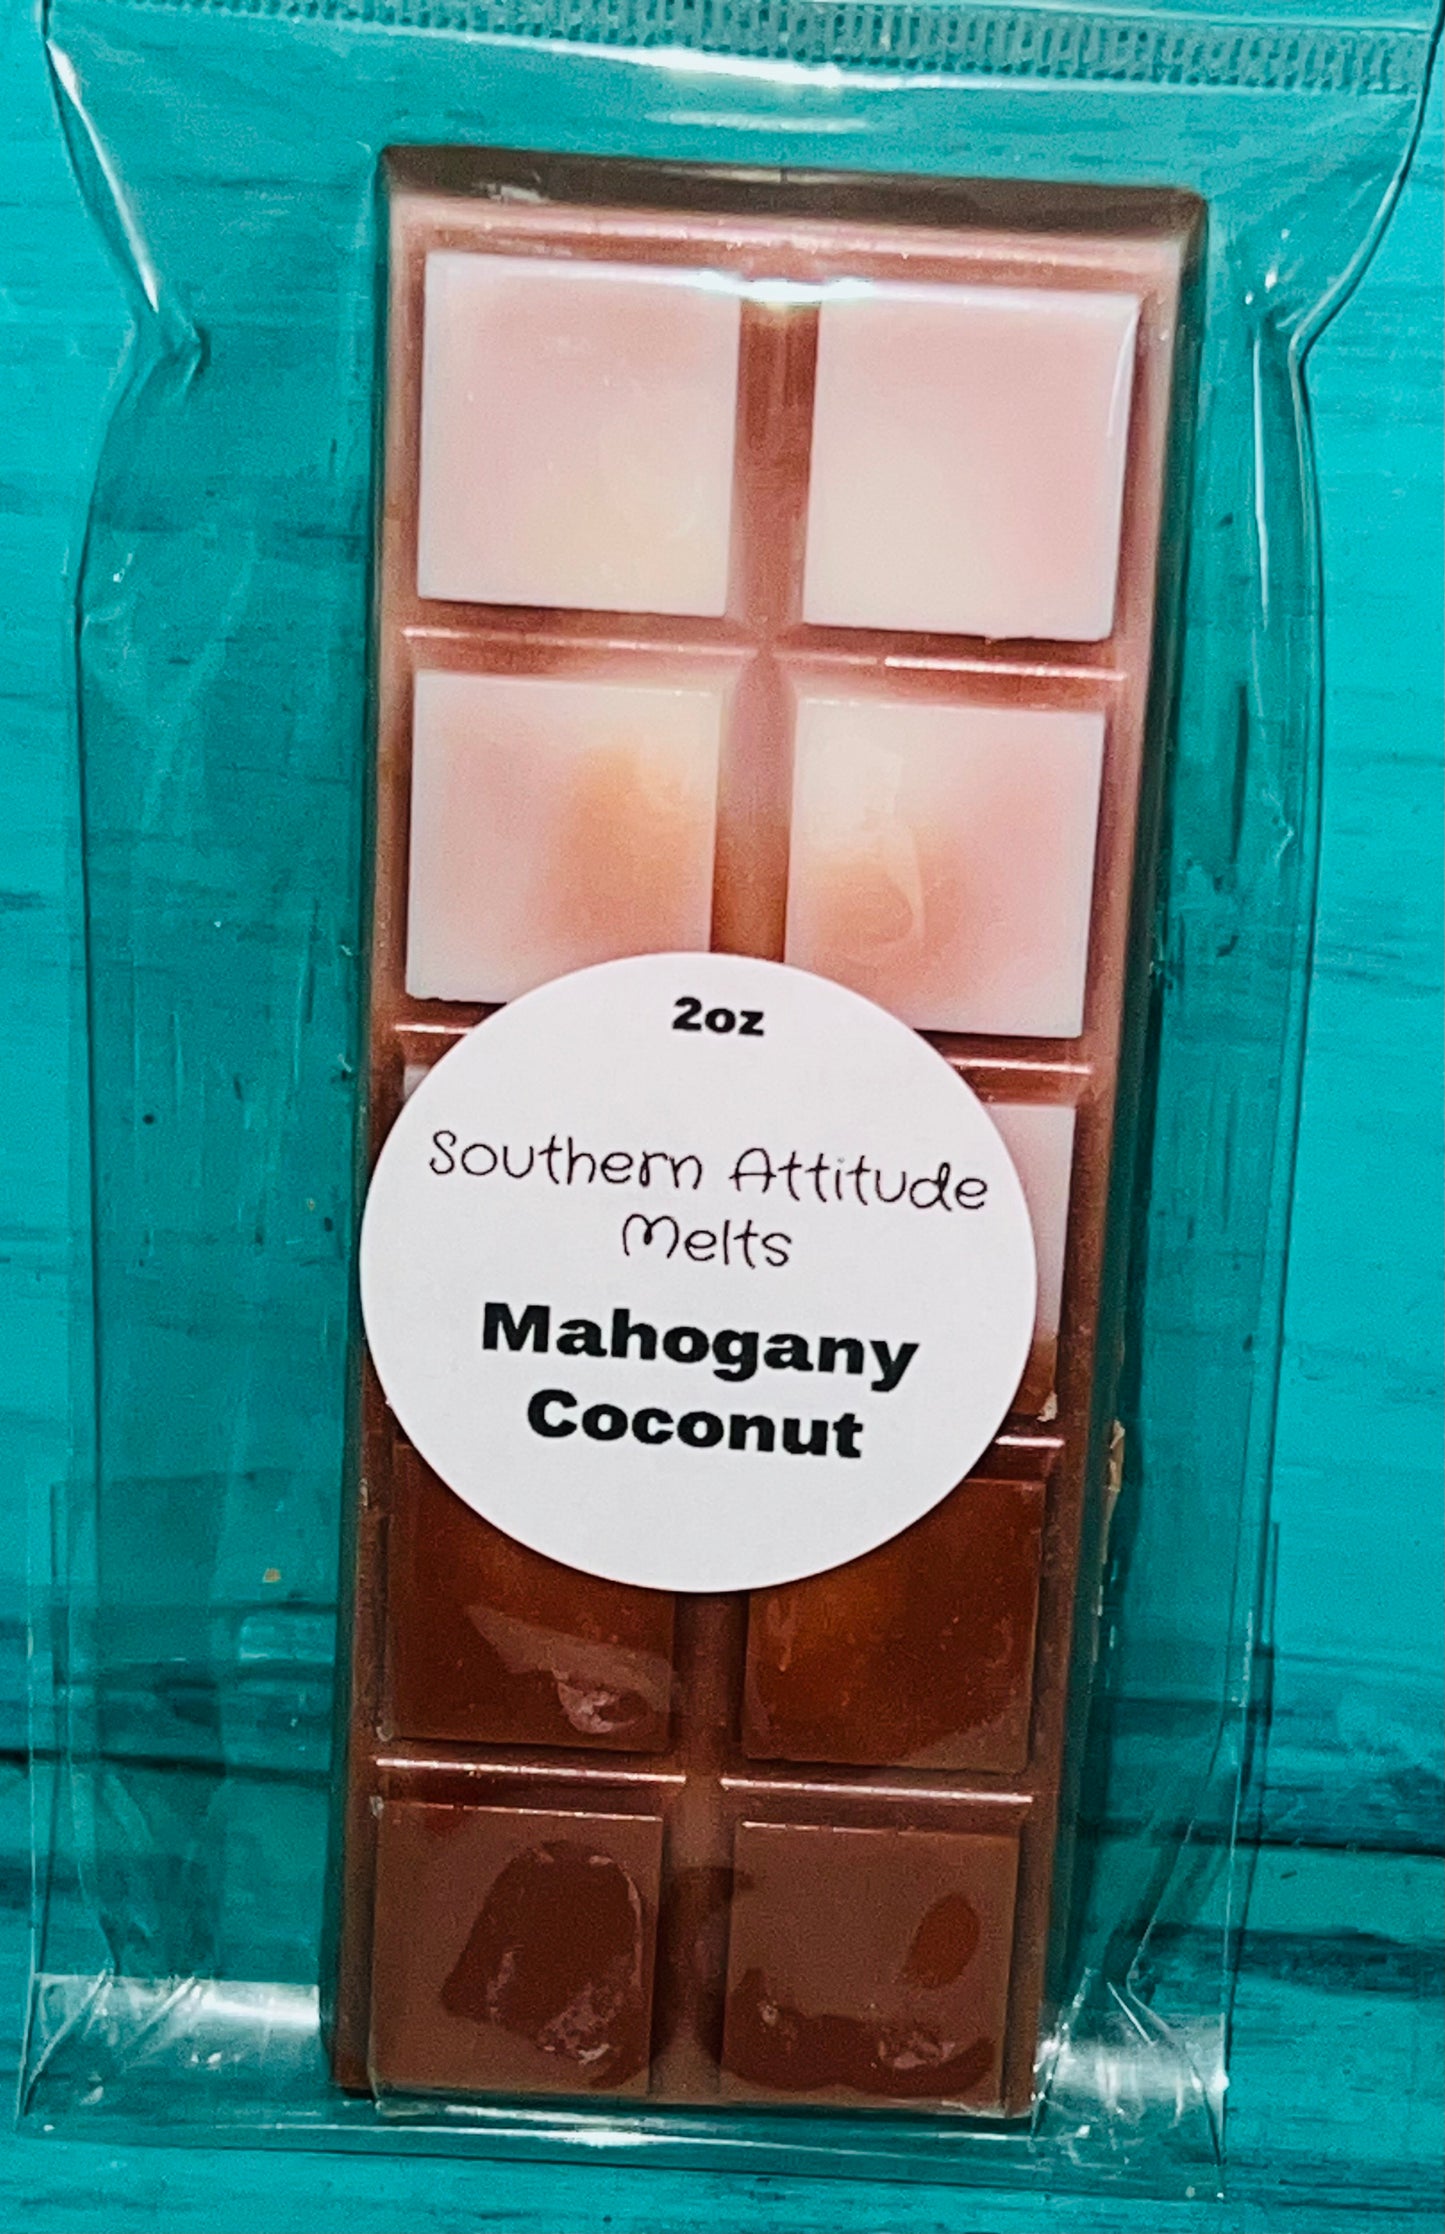 2oz
Southern Attitude
Melts
Mahogany
Coconut